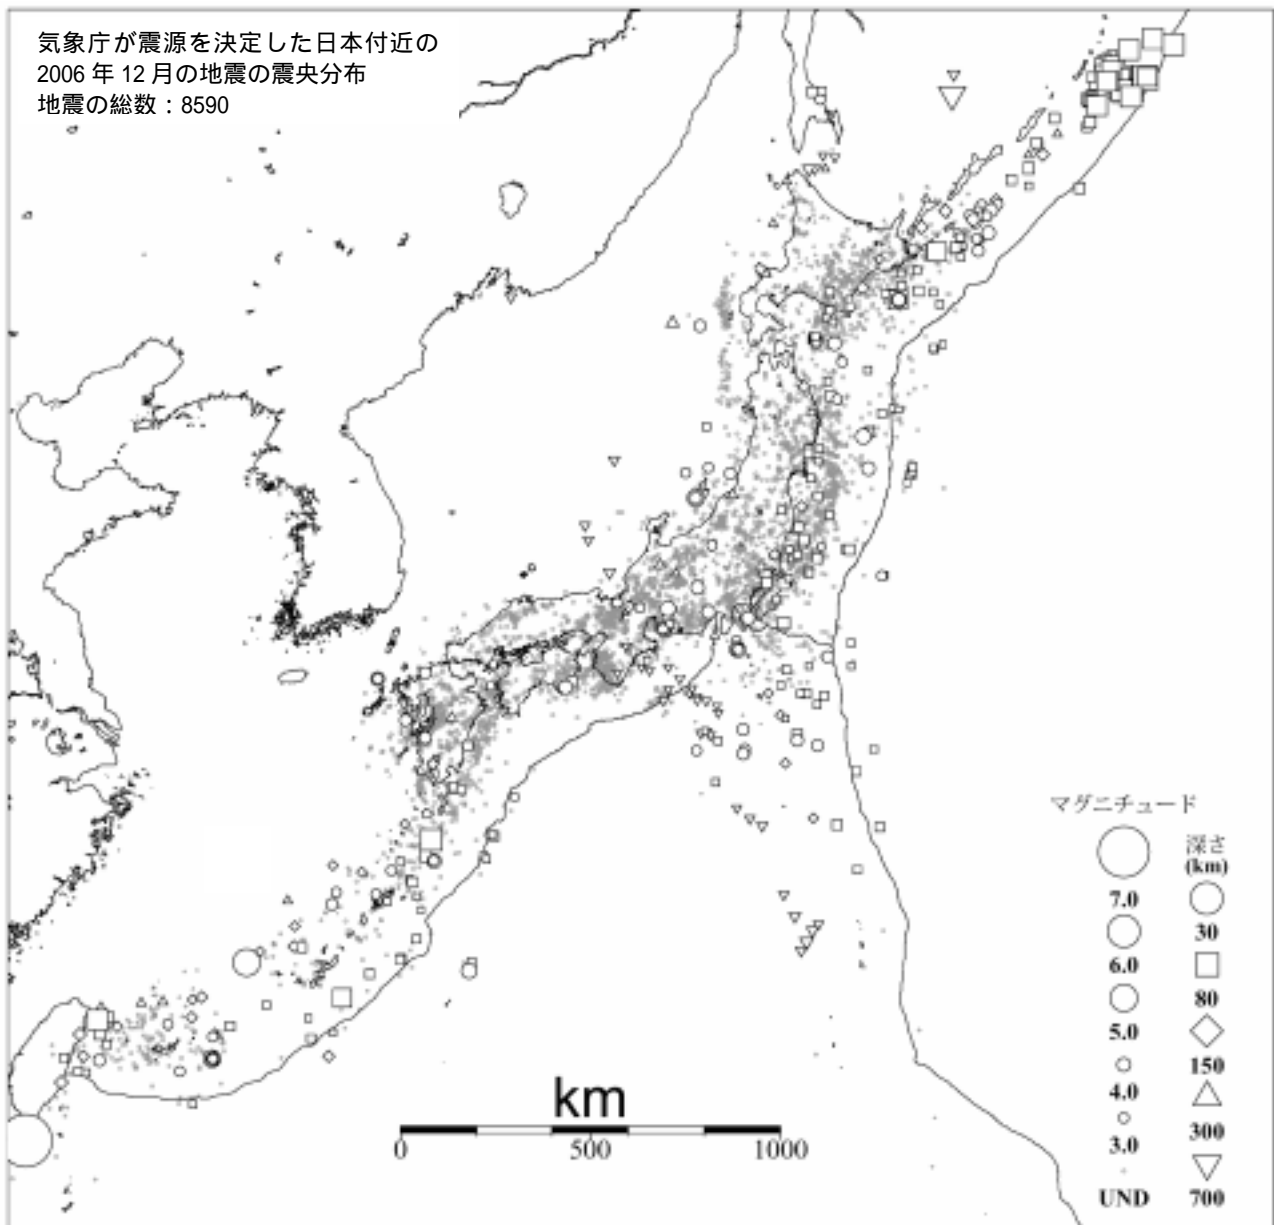 気象庁が震源を決定した日本付近の
2006 年 12 月の地震の震央分布
地震の総数：8590
マグニチュード
深さ
(km)
7.0
30
6.0
80
5.0
150
4.0
300
3.0
UND 700
km
0 500 1000